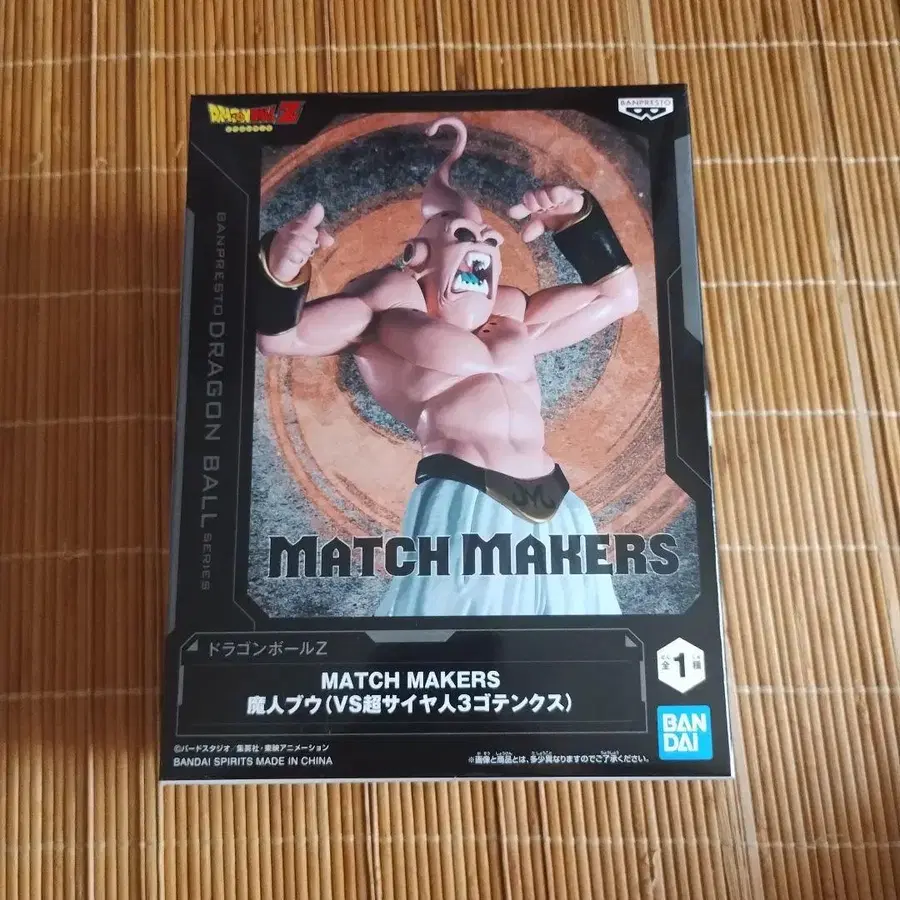 DRAGON BALL Z
BANPRESTO
BANPRESTO DRAGON BALL SERIES
MATCH MAKERS
ドラゴンボールZ
MATCH MAKERS
魔人ブウ(VS超サイヤ人3ゴテンクス)
全1種
BAN
DAI
©バードスタジオ/集英社・東映アニメーション
BANDAI SPIRITS MADE IN CHINA
※画像と商品とは、多少異なりますのでご了承ください。